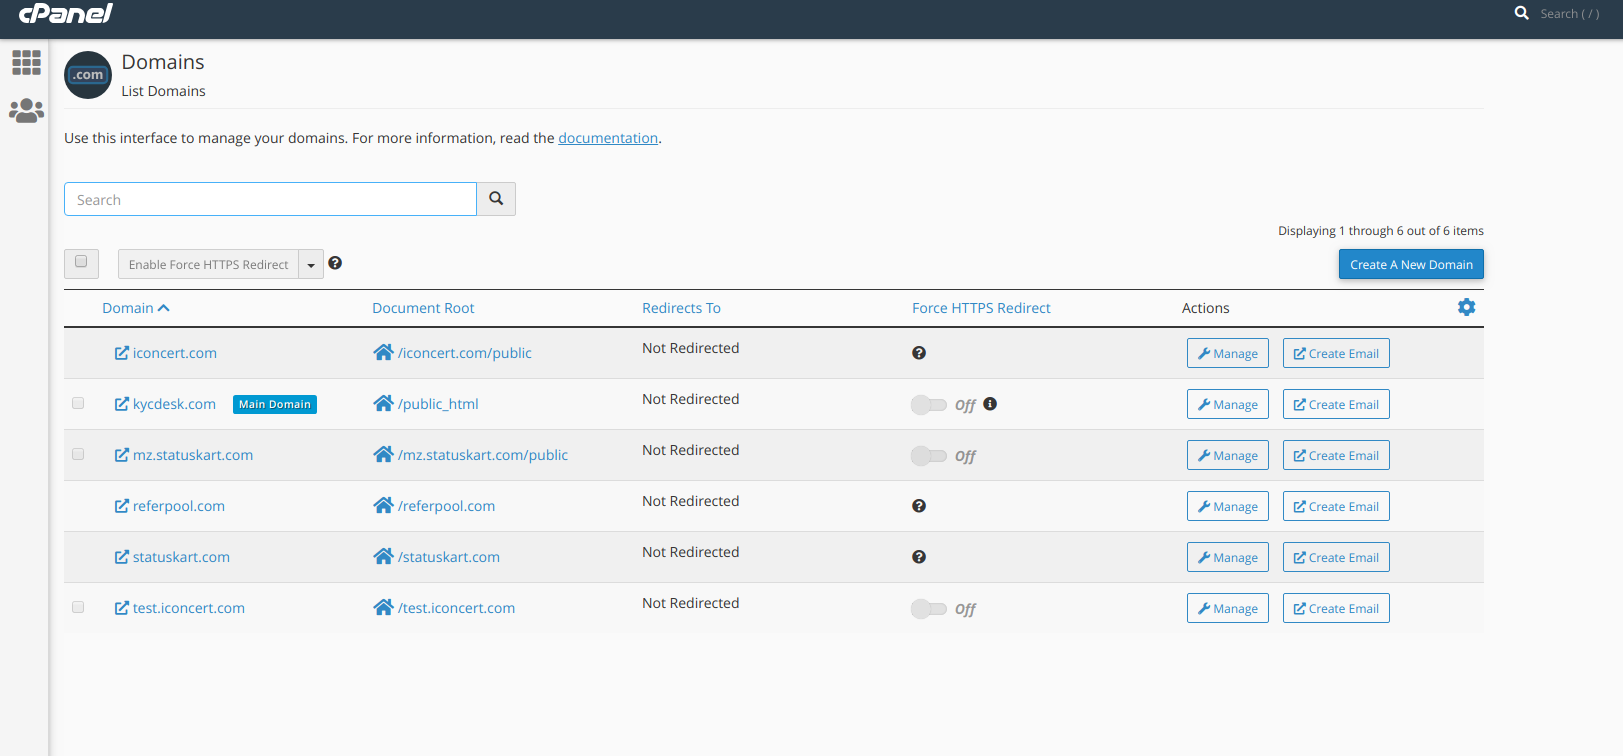 cPanel
Search ( / )
.com
Domains
List Domains
Use this interface to manage your domains. For more information, read the documentation.
Search
Displaying 1 through 6 out of 6 items
Enable Force HTTPS Redirect
Create A New Domain
Domain Document Root Redirects To Force HTTPS Redirect Actions
iconcert.com /iconcert.com/public Not Redirected Manage Create Email
kycdesk.com Main Domain /public_html Not Redirected Off Manage Create Email
mz.statuskart.com /mz.statuskart.com/public Not Redirected Off Manage Create Email
referpool.com /referpool.com Not Redirected Manage Create Email
statuskart.com /statuskart.com Not Redirected Manage Create Email
test.iconcert.com /test.iconcert.com Not Redirected Off Manage Create Email